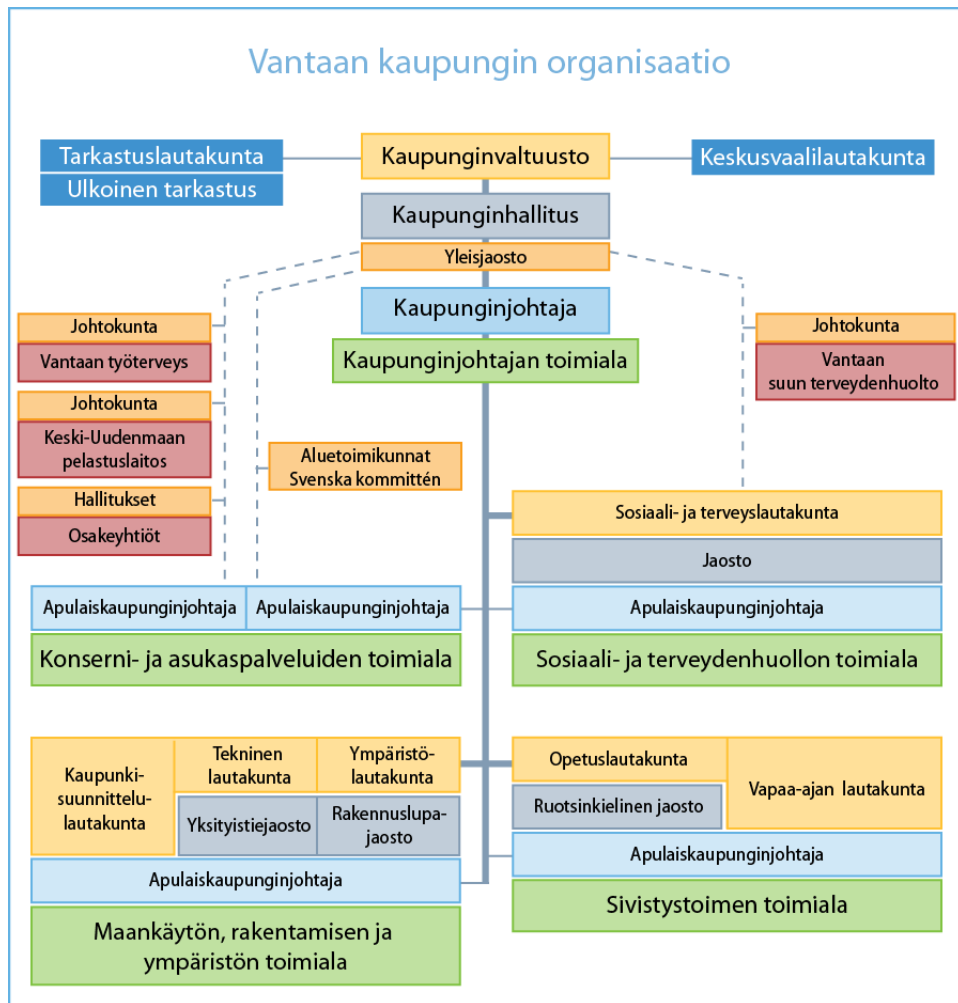 Vantaan kaupungin organisaatio
Tarkastuslautakunta
Ulkoinen tarkastus
Kaupunginvaltuusto
Keskusvaalilautakunta
Kaupunginhallitus
Yleisjaosto
Kaupunginjohtaja
Kaupunginjohtajan toimiala
Johtokunta
Vantaan työterveys
Johtokunta
Keski-Uudenmaan
pelastuslaitos
Hallitukset
Osakeyhtiöt
Aluetoimikunnat
Svenska kommittén
Johtokunta
Vantaan
suun terveydenhuolto
Apulaiskaupunginjohtaja
Apulaiskaupunginjohtaja
Konserni- ja asukaspalveluiden toimiala
Sosiaali- ja terveyslautakunta
Jaosto
Apulaiskaupunginjohtaja
Sosiaali- ja terveydenhuollon toimiala
Kaupunki-
suunnittelu-
lautakunta
Tekninen
lautakunta
Yksityistiejaosto
Ympäristö-
lautakunta
Rakennuslupa-
jaosto
Apulaiskaupunginjohtaja
Maankäytön, rakentamisen ja
ympäristön toimiala
Opetuslautakunta
Ruotsinkielinen jaosto
Vapaa-ajan lautakunta
Apulaiskaupunginjohtaja
Sivistystoimen toimiala